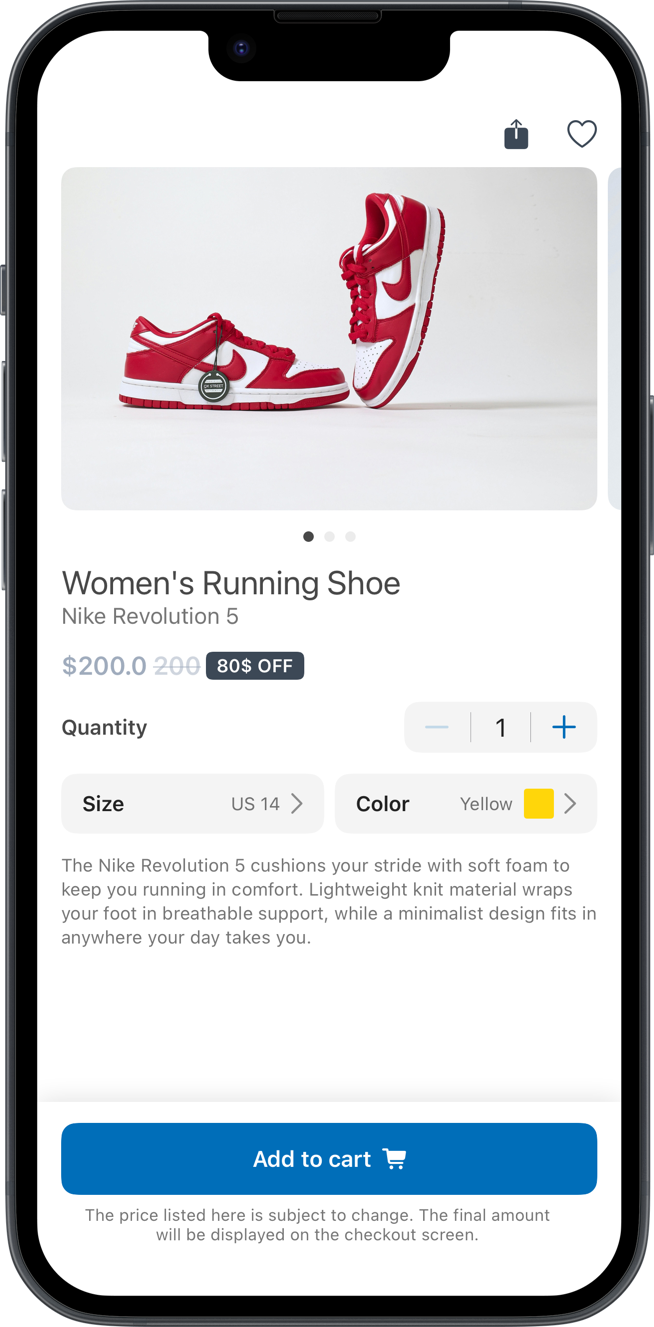 Women's Running Shoe
Nike Revolution 5
$200.0 200 80$ OFF
Quantity 1
Size US 14 Color Yellow
The Nike Revolution 5 cushions your stride with soft foam to
keep you running in comfort. Lightweight knit material wraps
your foot in breathable support, while a minimalist design fits in
anywhere your day takes you.
Add to cart
The price listed here is subject to change. The final amount
will be displayed on the checkout screen.